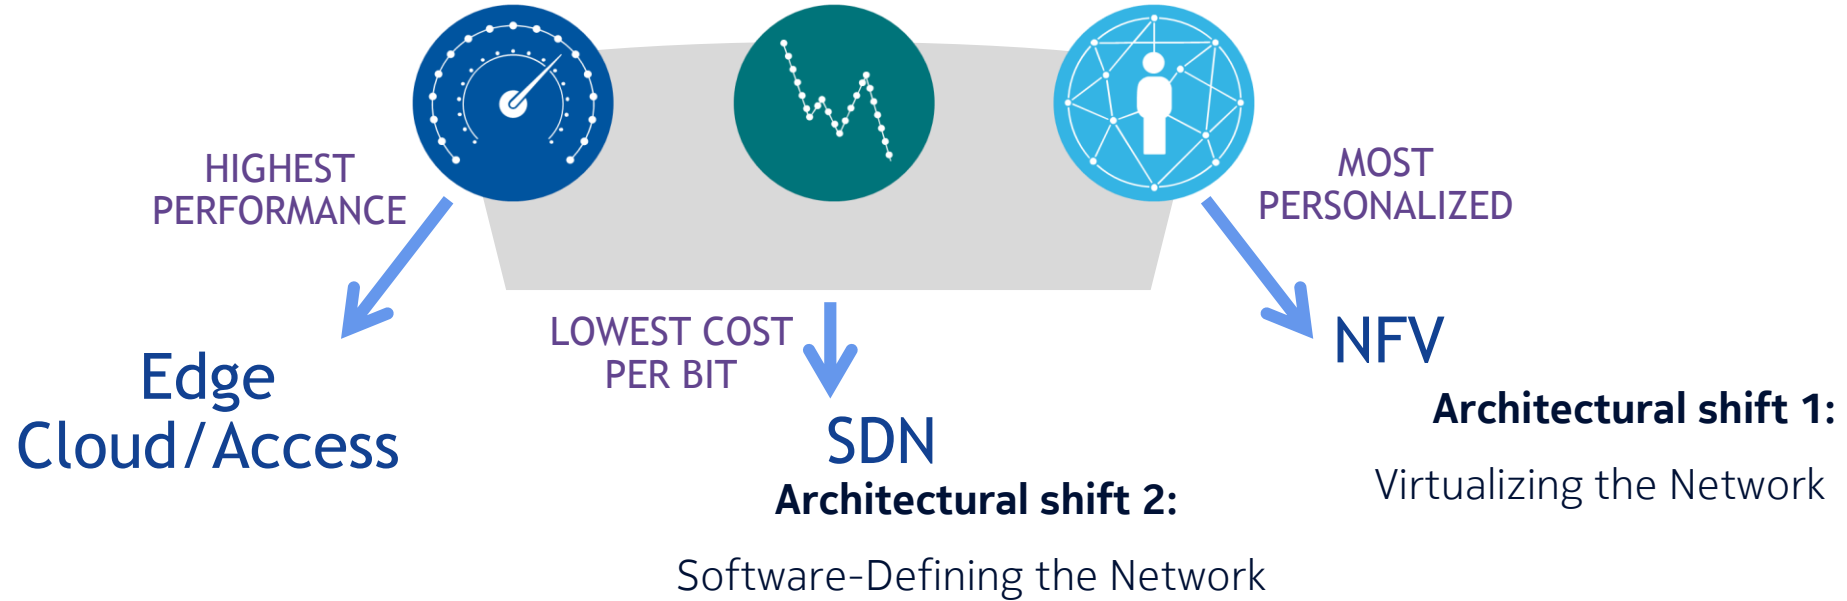 HIGHEST
PERFORMANCE
Edge
Cloud/Access
LOWEST COST
PER BIT
SDN
Architectural shift 2:
Software-Defining the Network
MOST
PERSONALIZED
NFV
Architectural shift 1:
Virtualizing the Network